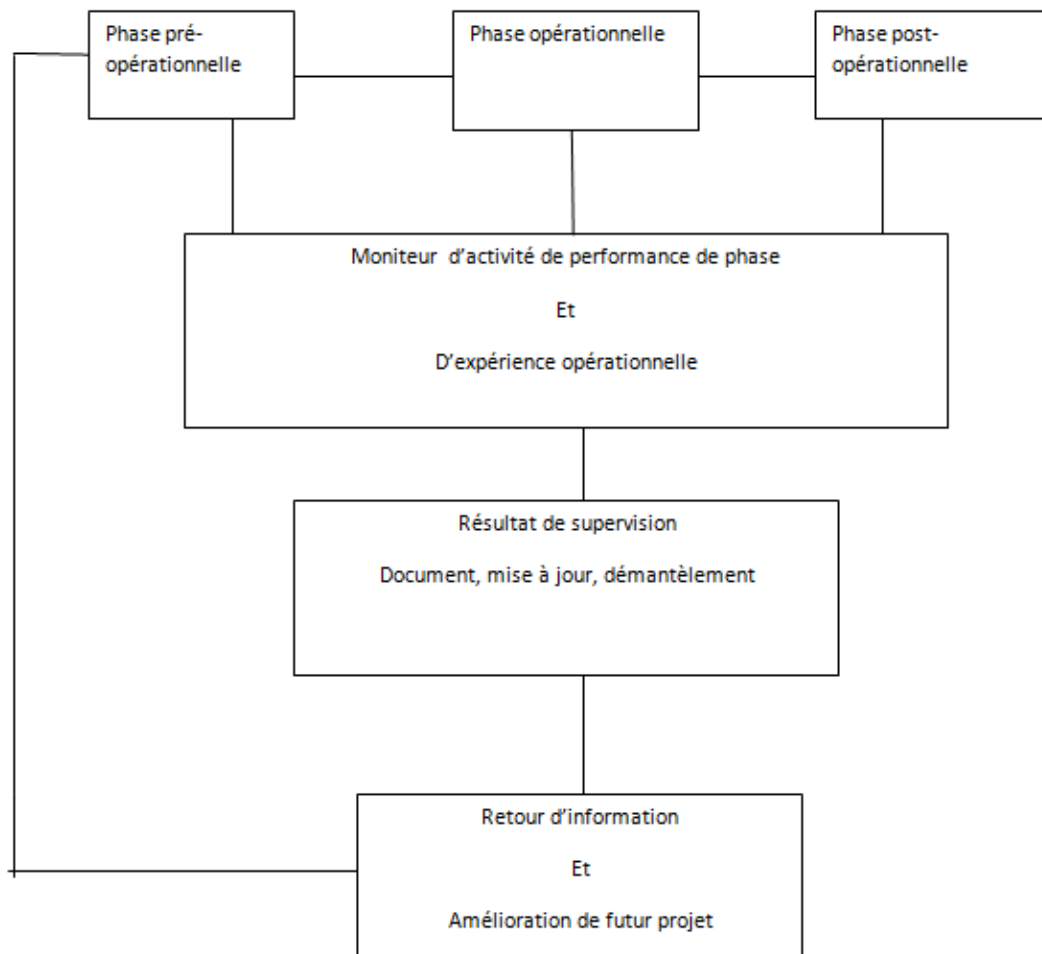 Phase pré-
opérationnelle
Phase opérationnelle
Phase post-
opérationnelle
Moniteur d’activité de performance de phase
Et
D’expérience opérationnelle
Résultat de supervision
Document, mise à jour, démantèlement
Retour d’information
Et
Amélioration de futur projet